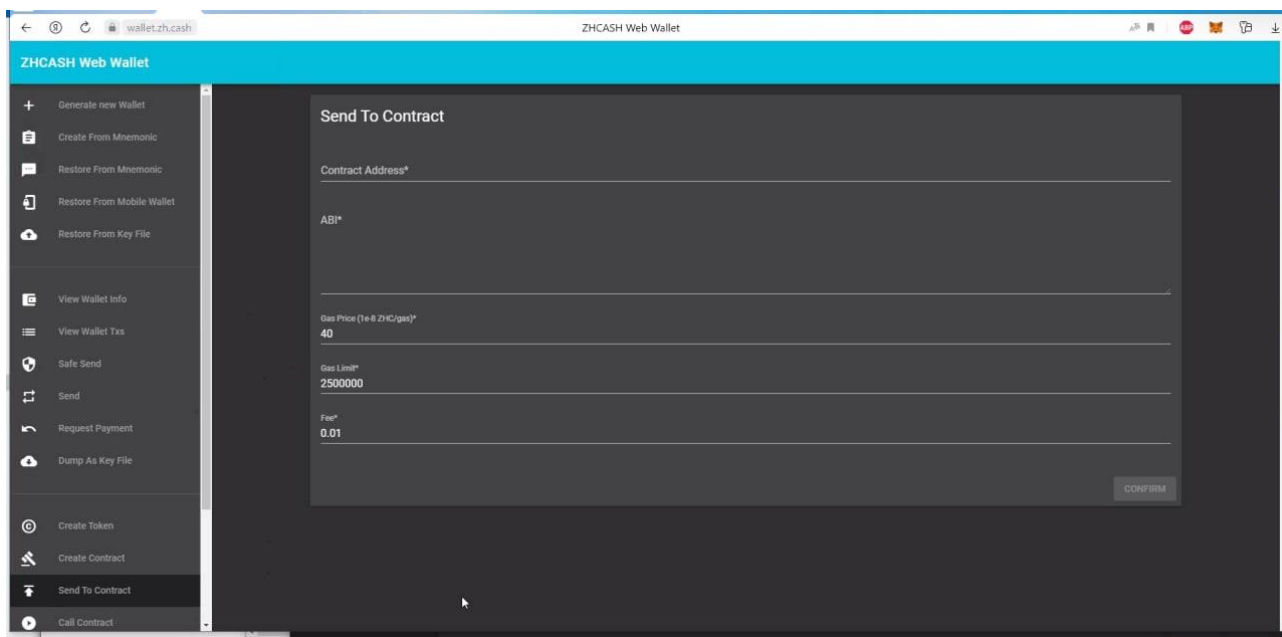 wallet.zh.cash
ZHCASH Web Wallet
ABP
ZHCASH Web Wallet
Generate new Wallet
Create From Mnemonic
Restore From Mnemonic
Restore From Mobile Wallet
Restore From Key File
View Wallet Info
View Wallet Txs
Safe Send
Send
Request Payment
Dump As Key File
Create Token
Create Contract
Send To Contract
Call Contract
Send To Contract
Contract Address*
ABI*
Gas Price (1e-8 ZHC/gas)*
40
Gas Limit*
2500000
Fee*
0.01
CONFIRM